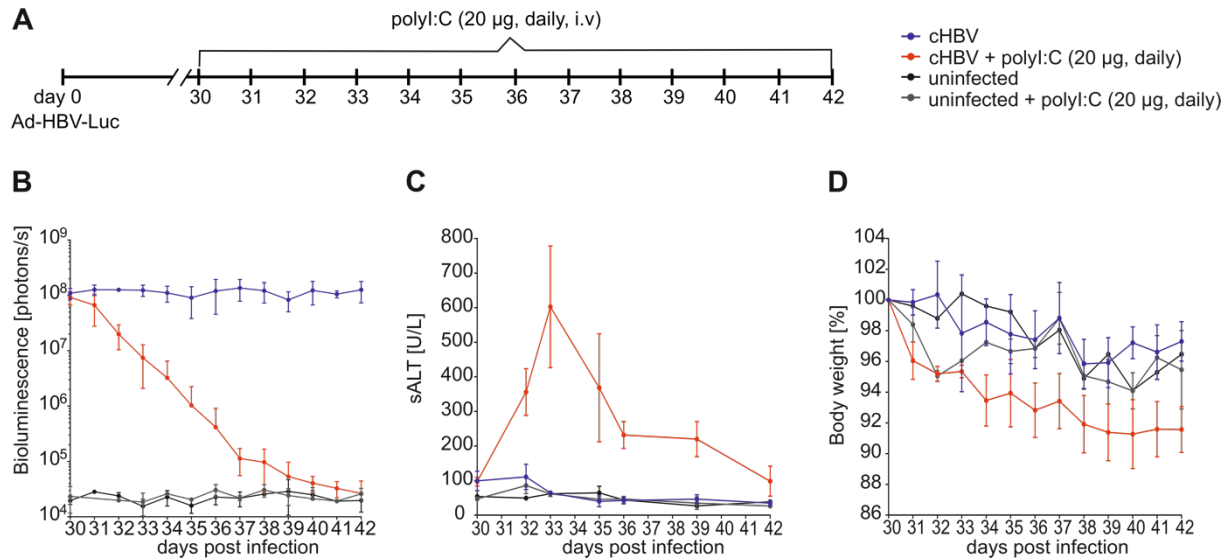 A
polyI:C (20 µg, daily, i.v)
day 0
30 31 32 33 34 35 36 37 38 39 40 41 42
Ad-HBV-Luc
cHBV
cHBV + polyI:C (20 µg, daily)
uninfected
uninfected + polyI:C (20 µg, daily)
B
Bioluminescence [photons/s]
10⁹
10⁸
10⁷
10⁶
10⁵
10⁴
30 31 32 33 34 35 36 37 38 39 40 41 42
days post infection
C
sALT [U/L]
800
700
600
500
400
300
200
100
0
30 31 32 33 34 35 36 37 38 39 40 41 42
days post infection
D
Body weight [%]
104
102
100
98
96
94
92
90
88
30 31 32 33 34 35 36 37 38 39 40 41 42
days post infection